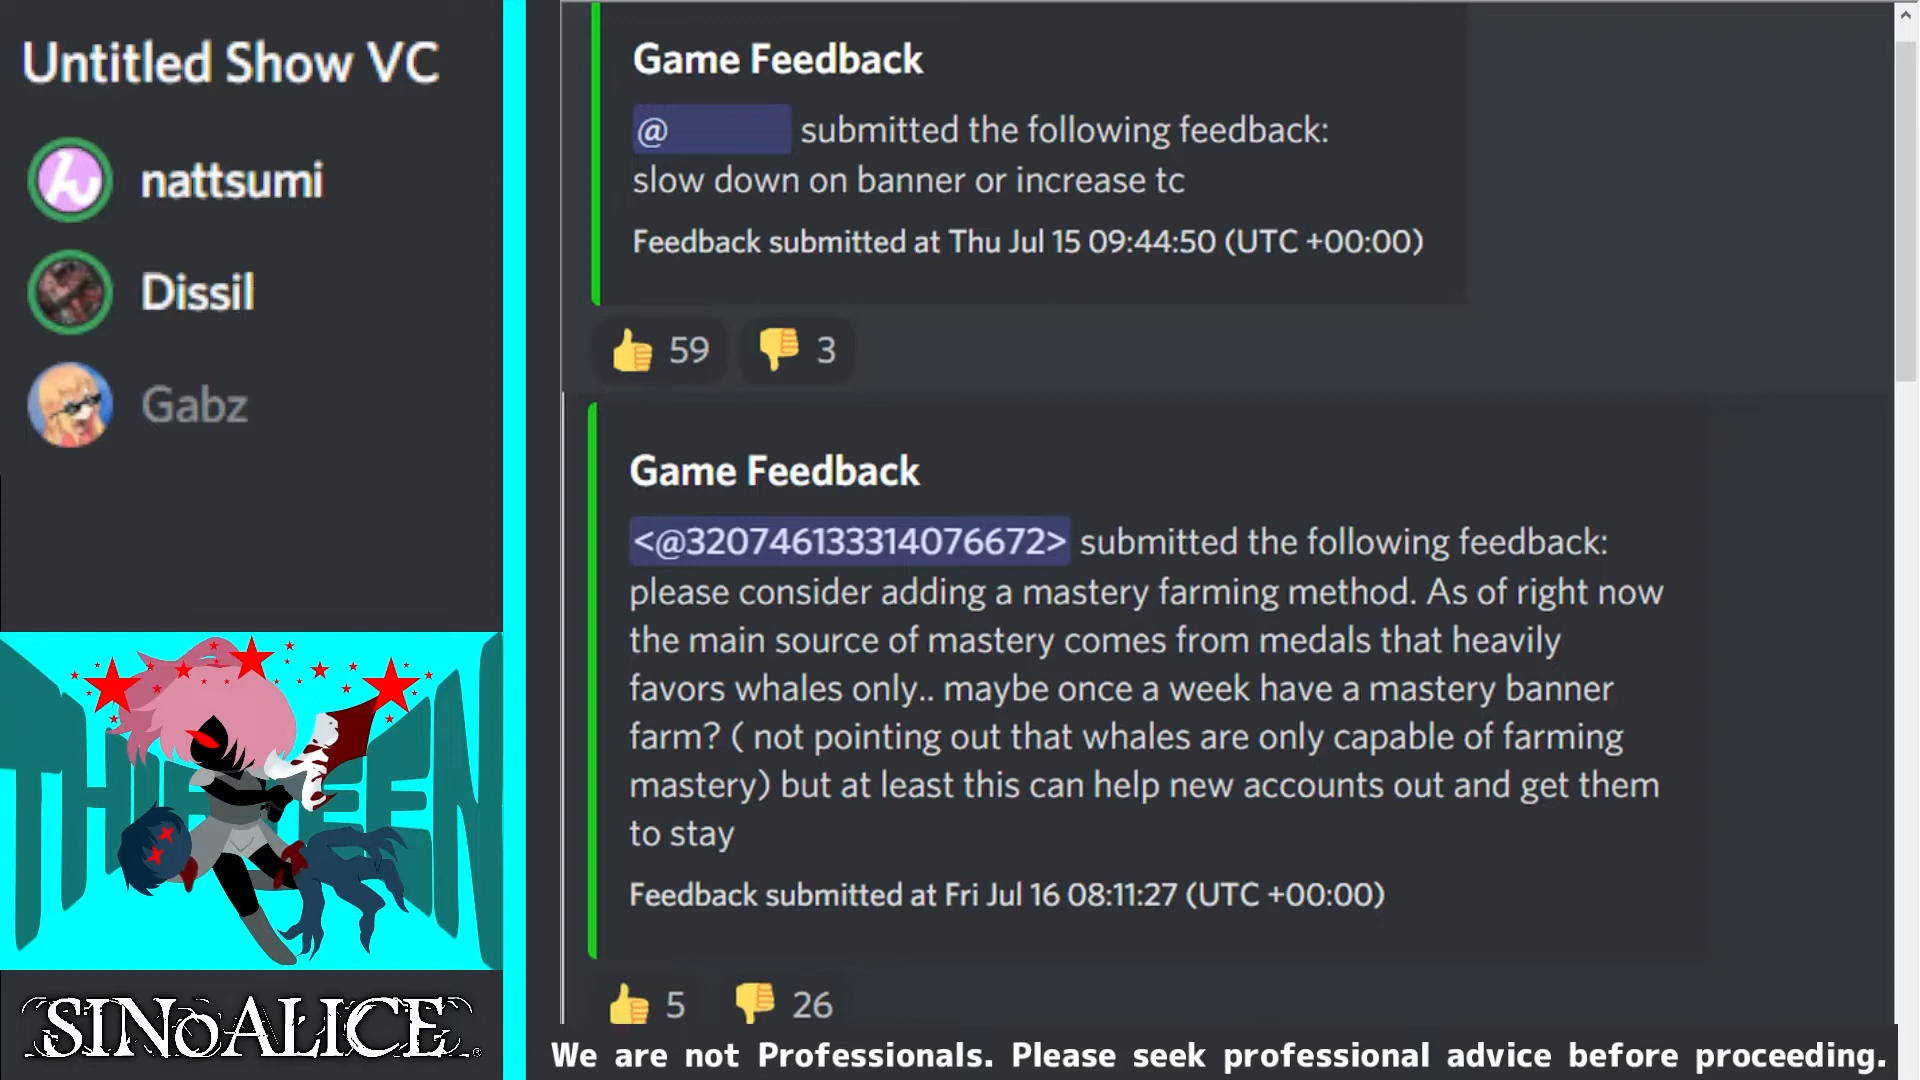 Untitled Show VC
nattsumi
Dissil
Gabz
THIRTEEN
SINoALICE
Game Feedback
@ submitted the following feedback:
slow down on banner or increase tc
Feedback submitted at Thu Jul 15 09:44:50 (UTC +00:00)
59 3
Game Feedback
<@320746133314076672> submitted the following feedback:
please consider adding a mastery farming method. As of right now
the main source of mastery comes from medals that heavily
favors whales only.. maybe once a week have a mastery banner
farm? ( not pointing out that whales are only capable of farming
mastery) but at least this can help new accounts out and get them
to stay
Feedback submitted at Fri Jul 16 08:11:27 (UTC +00:00)
5 26
We are not Professionals. Please seek professional advice before proceeding.